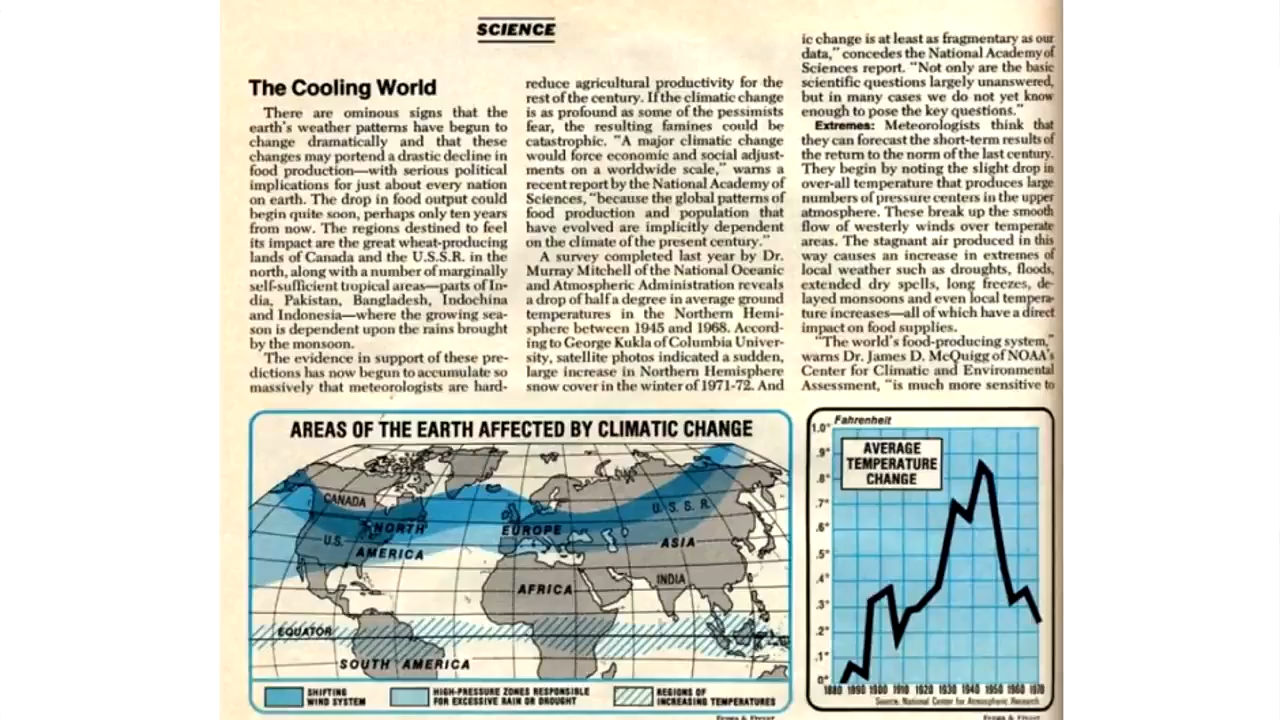 SCIENCE
The Cooling World
There are ominous signs that the
earth's weather patterns have begun to
change dramatically and that these
changes may portend a drastic decline in
food production—with serious political
implications for just about every nation
on earth. The drop in food output could
begin quite soon, perhaps only ten years
from now. The regions destined to feel
its impact are the great wheat-producing
lands of Canada and the U.S.S.R. in the
north, along with a number of marginally
self-sufficient tropical areas—parts of In-
dia, Pakistan, Bangladesh, Indochina
and Indonesia—where the growing sea-
son is dependent upon the rains brought
by the monsoon.
The evidence in support of these pre-
dictions has now begun to accumulate so
massively that meteorologists are hard-
reduce agricultural productivity for the
rest of the century. If the climatic change
is as profound as some of the pessimists
fear, the resulting famines could be
catastrophic. "A major climatic change
would force economic and social adjust-
ments on a worldwide scale," warns a
recent report by the National Academy of
Sciences, "because the global patterns of
food production and population that
have evolved are implicitly dependent
on the climate of the present century."
A survey completed last year by Dr.
Murray Mitchell of the National Oceanic
and Atmospheric Administration reveals
a drop of half a degree in average ground
temperatures in the Northern Hemi-
sphere between 1945 and 1968. Accord-
ing to George Kukla of Columbia Univer-
sity, satellite photos indicated a sudden,
large increase in Northern Hemisphere
snow cover in the winter of 1971-72. And
ic change is at least as fragmentary as our
data," concedes the National Academy of
Sciences report. "Not only are the basic
scientific questions largely unanswered,
but in many cases we do not yet know
enough to pose the key questions."
Extremes: Meteorologists think that
they can forecast the short-term results of
the return to the norm of the last century.
They begin by noting the slight drop in
over-all temperature that produces large
numbers of pressure centers in the upper
atmosphere. These break up the smooth
flow of westerly winds over temperate
areas. The stagnant air produced in this
way causes an increase in extremes of
local weather such as droughts, floods,
extended dry spells, long freezes, de-
layed monsoons and even local tempera-
ture increases—all of which have a direct
impact on food supplies.
"The world's food-producing system,"
warns Dr. James D. McQuigg of NOAA's
Center for Climatic and Environmental
Assessment, "is much more sensitive to
AREAS OF THE EARTH AFFECTED BY CLIMATIC CHANGE
CANADA
U.S.
NORTH
AMERICA
EUROPE
U.S.S.R.
ASIA
AFRICA
INDIA
EQUATOR
SOUTH AMERICA
SHIFTING
WIND SYSTEM
HIGH-PRESSURE ZONES RESPONSIBLE
FOR EXCESSIVE RAIN OR DROUGHT
REGIONS OF
INCREASING TEMPERATURES
Fenga & Freyer
Fahrenheit
AVERAGE
TEMPERATURE
CHANGE
1.0°
.9°
.8°
.7°
.6°
.5°
.4°
.3°
.2°
.1°
0°
1880 1890 1900 1910 1920 1930 1940 1950 1960 1970
Source: National Center for Atmospheric Research
Fenga & Freyer